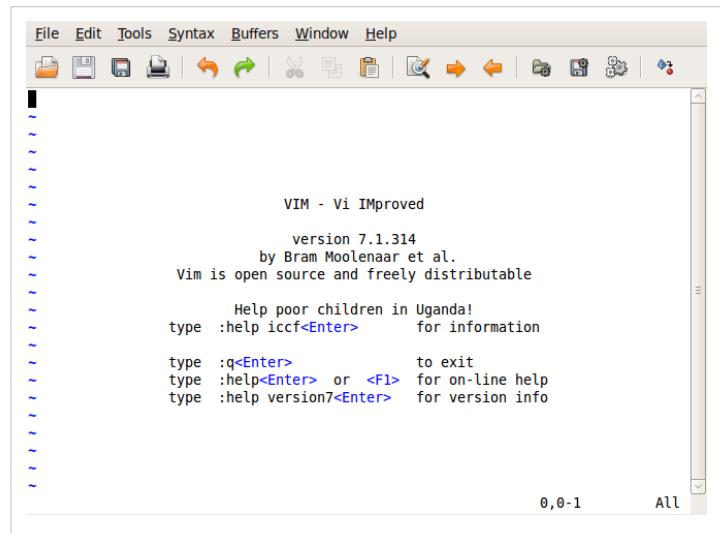 File Edit Tools Syntax Buffers Window Help
~
~
~
~
~
~ VIM - Vi IMproved
~
~ version 7.1.314
~ by Bram Moolenaar et al.
~ Vim is open source and freely distributable
~
~ Help poor children in Uganda!
~ type :help iccf<Enter> for information
~
~ type :q<Enter> to exit
~ type :help<Enter> or <F1> for on-line help
~ type :help version7<Enter> for version info
~
~
~
~
~
0,0-1 All